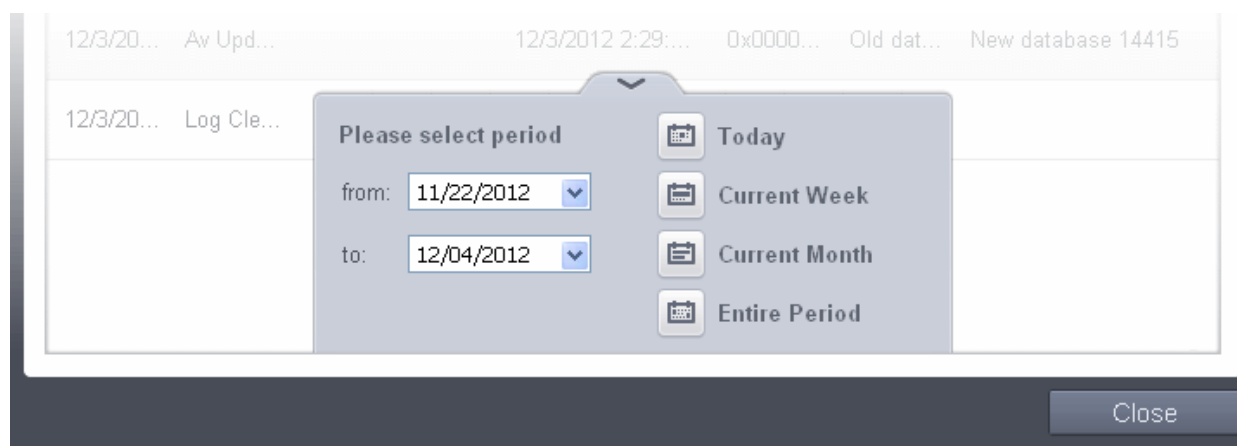 12/3/20... Av Upd... 12/3/2012 2:29:... 0x0000... Old dat... New database 14415
12/3/20... Log Cle...
Please select period
from: 11/22/2012
to: 12/04/2012
Today
Current Week
Current Month
Entire Period
Close